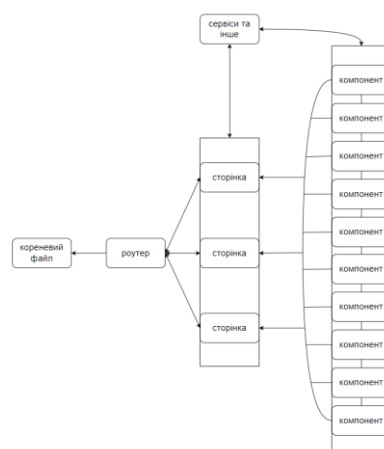 сервіси та
інше
компонент
компонент
компонент
сторінка
компонент
компонент
кореневий
файл
роутер
сторінка
компонент
компонент
сторінка
компонент
компонент
компонент